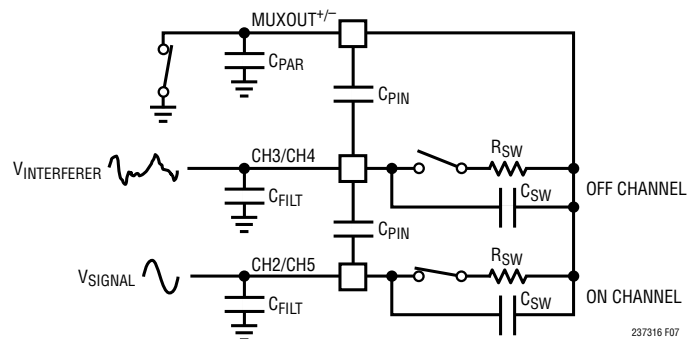 MUXOUT+/–
CPAR
CPIN
VINTERFERER
CH3/CH4
RSW
CFILT
CSW
OFF CHANNEL
CPIN
VSIGNAL
CH2/CH5
RSW
CFILT
CSW
ON CHANNEL
237316 F07